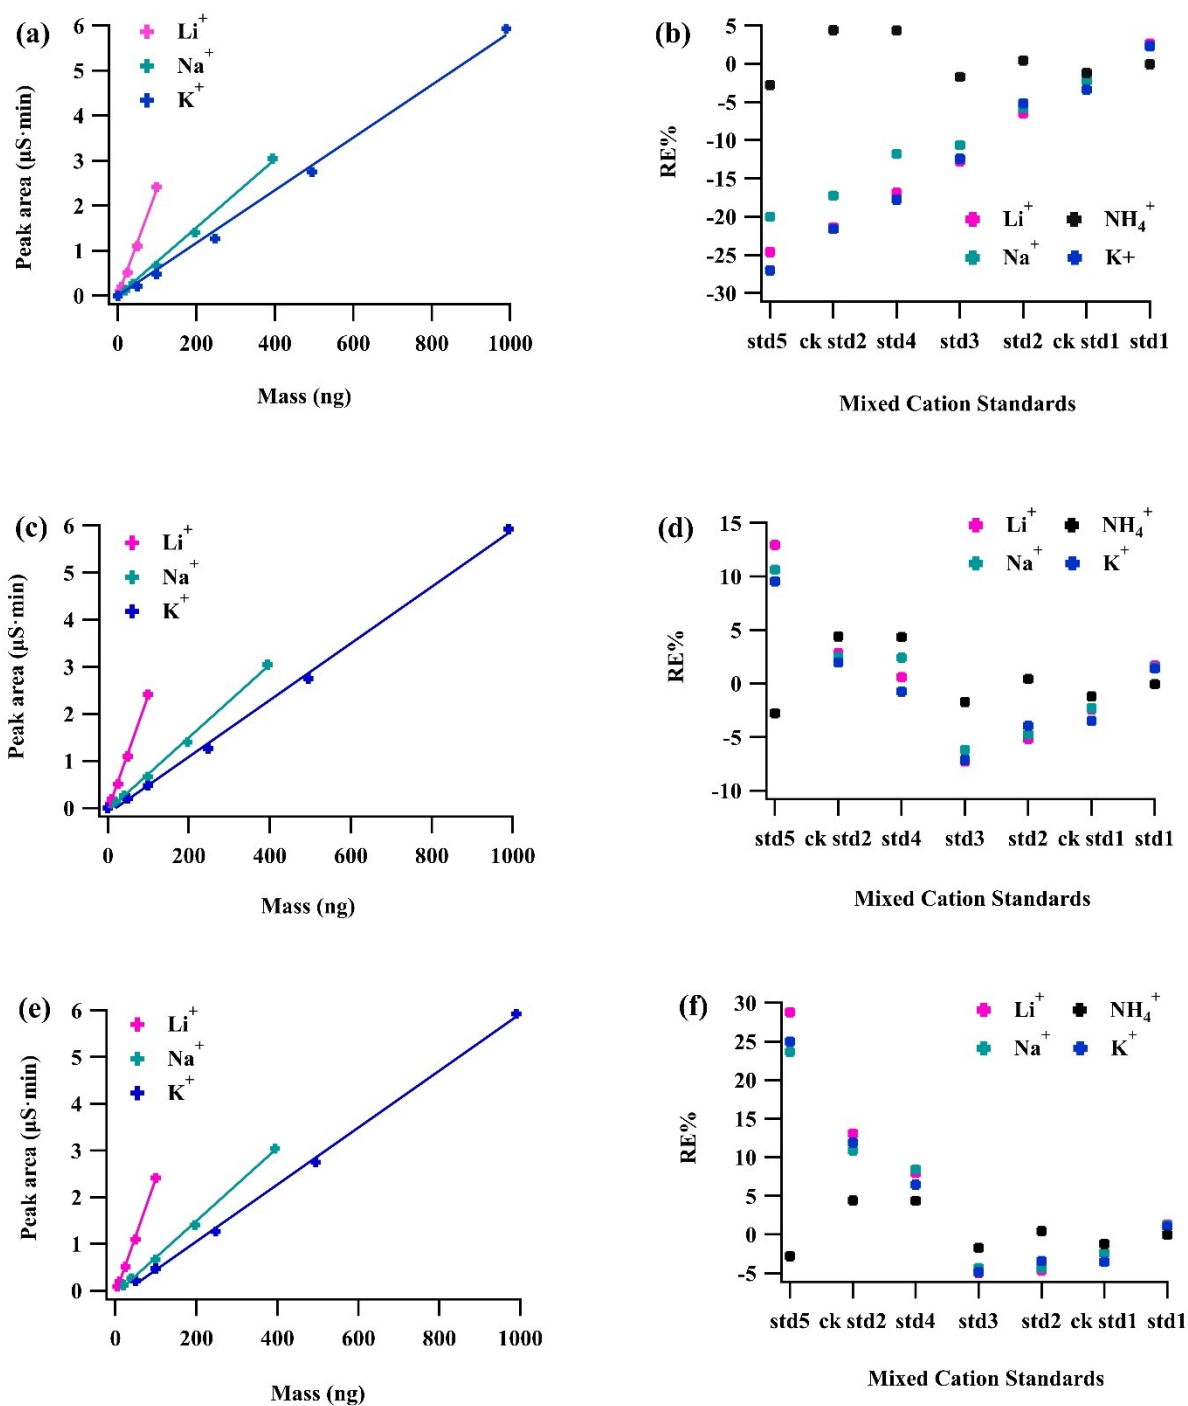 (a)
Li+
Na+
K+
6
5
4
3
2
1
0
Peak area (µS·min)
0 200 400 600 800 1000
Mass (ng)
(b)
5
0
-5
-10
-15
-20
-25
-30
RE%
Li+ NH4+
Na+ K+
std5 ck std2 std4 std3 std2 ck std1 std1
Mixed Cation Standards
(c)
Li+
Na+
K+
6
5
4
3
2
1
0
Peak area (µS·min)
0 200 400 600 800 1000
Mass (ng)
(d)
Li+ NH4+
Na+ K+
15
10
5
0
-5
-10
RE%
std5 ck std2 std4 std3 std2 ck std1 std1
Mixed Cation Standards
(e)
Li+
Na+
K+
6
5
4
3
2
1
0
Peak area (µS·min)
0 200 400 600 800 1000
Mass (ng)
(f)
Li+ NH4+
Na+ K+
30
25
20
15
10
5
0
-5
RE%
std5 ck std2 std4 std3 std2 ck std1 std1
Mixed Cation Standards